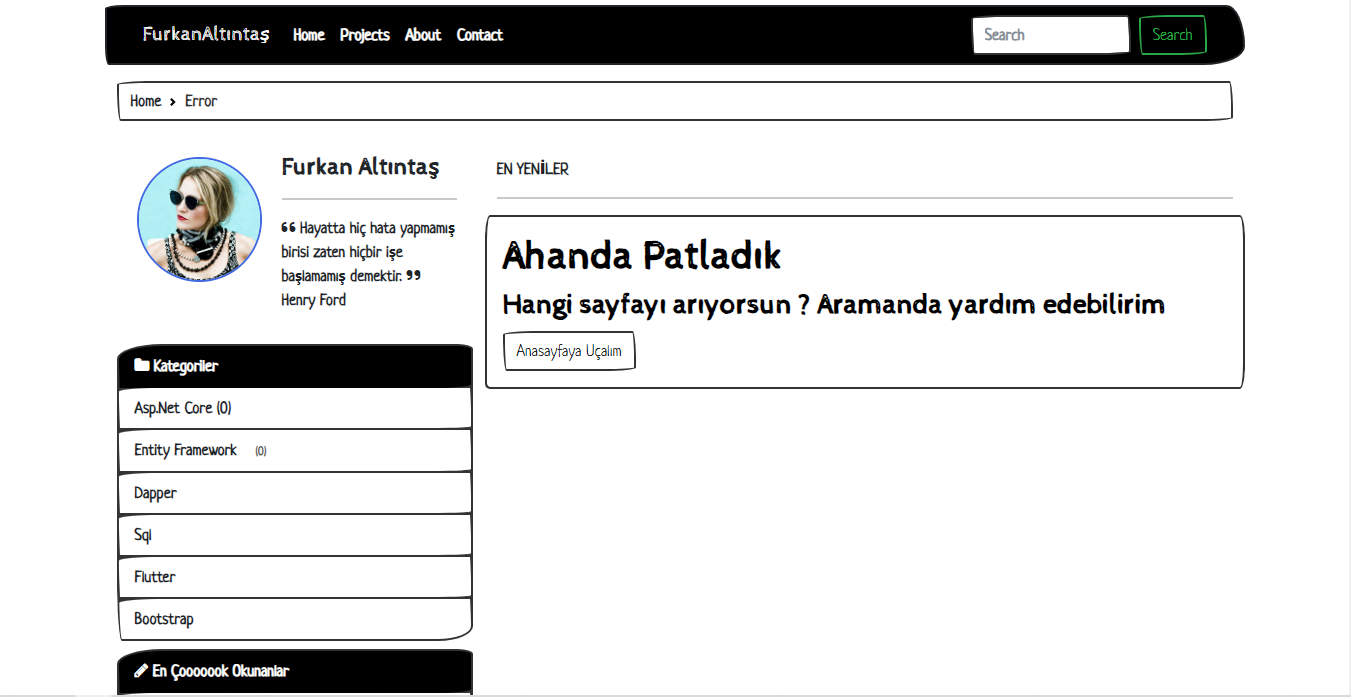 FurkanAltıntaş Home Projects About Contact Search Search
Home > Error
Furkan Altıntaş
❝ Hayatta hiç hata yapmamış
birisi zaten hiçbir işe
başlamamış demektir. ❞
Henry Ford
EN YENİLER
Ahanda Patladık
Hangi sayfayı arıyorsun ? Aramanda yardım edebilirim
Anasayfaya Uçalım
Kategoriler
Asp.Net Core (0)
Entity Framework (0)
Dapper
Sql
Flutter
Bootstrap
En Çooooook Okunanlar